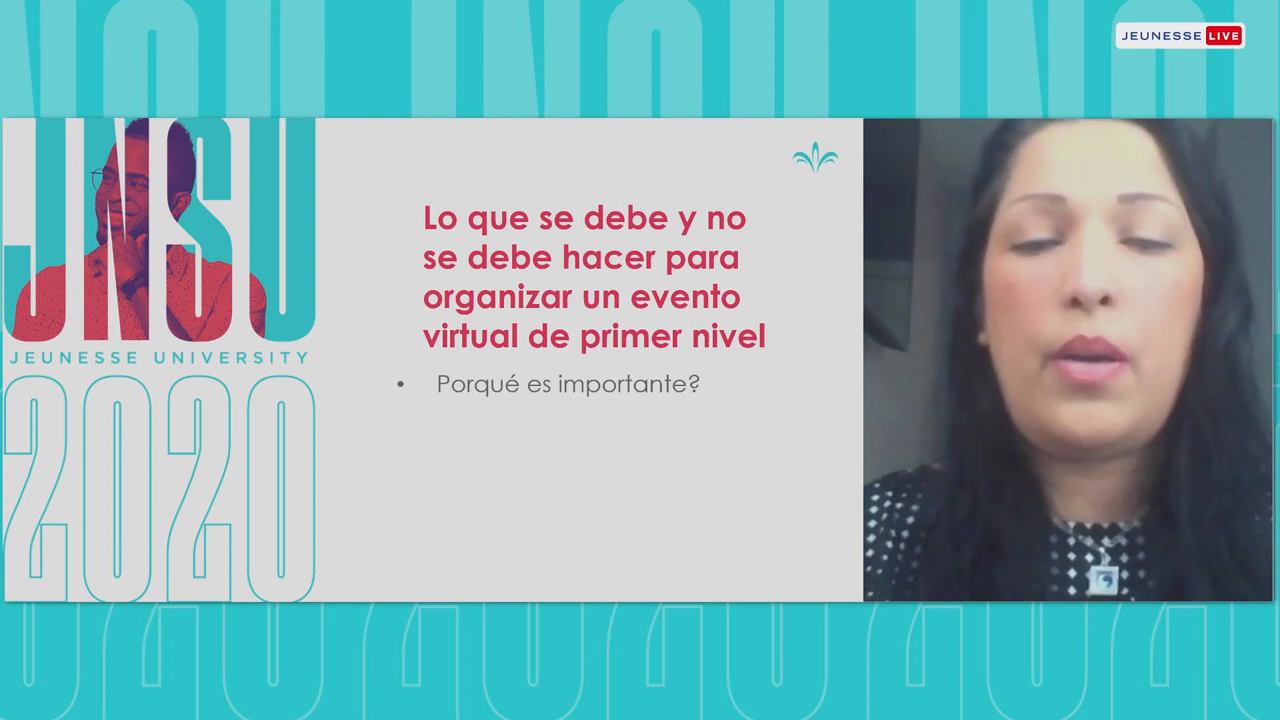 JEUNESSE LIVE
JNSU
JEUNESSE UNIVERSITY
2020
Lo que se debe y no
se debe hacer para
organizar un evento
virtual de primer nivel
• Porqué es importante?